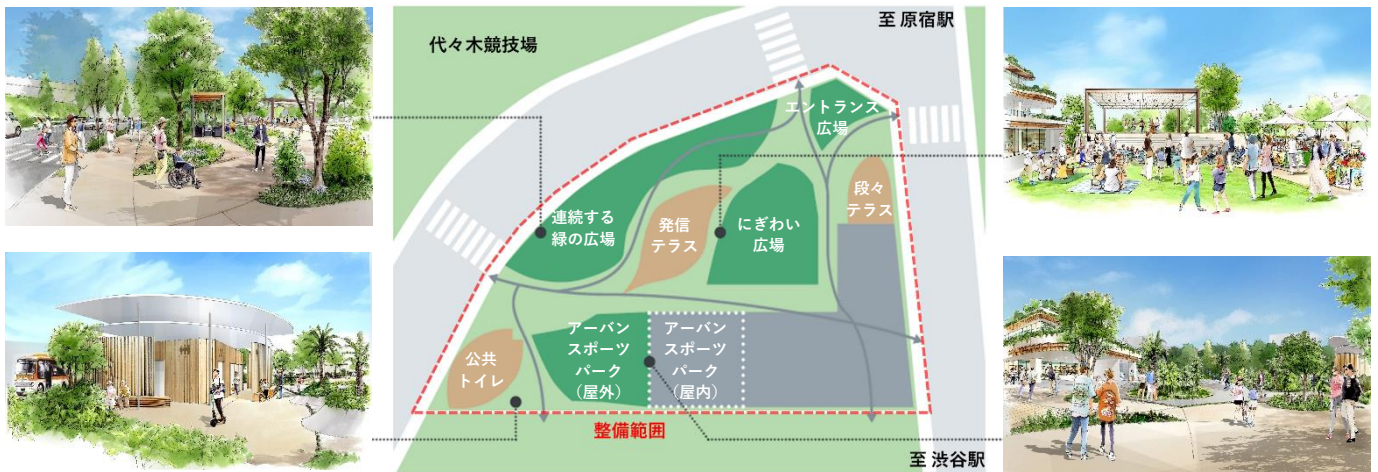 至 原宿駅
代々木競技場
エントランス
広場
段々
テラス
連続する
緑の広場
発信
テラス
にぎわい
広場
公共
トイレ
アーバン
スポーツ
パーク
（屋外）
アーバン
スポーツ
パーク
（屋内）
整備範囲
至 渋谷駅